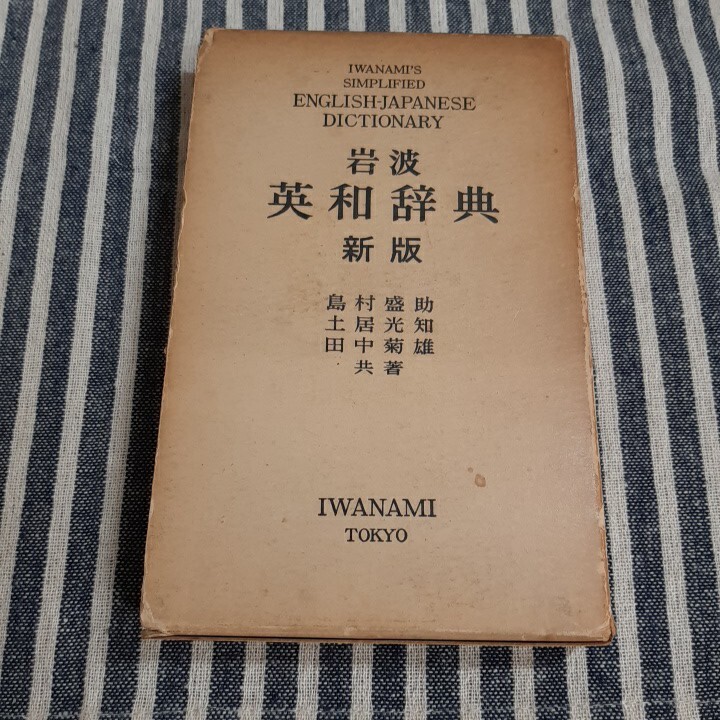 IWANAMI'S
SIMPLIFIED
ENGLISH-JAPANESE
DICTIONARY
岩波
英和辞典
新版
島村盛助
土居光知
田中菊雄
共著
IWANAMI
TOKYO